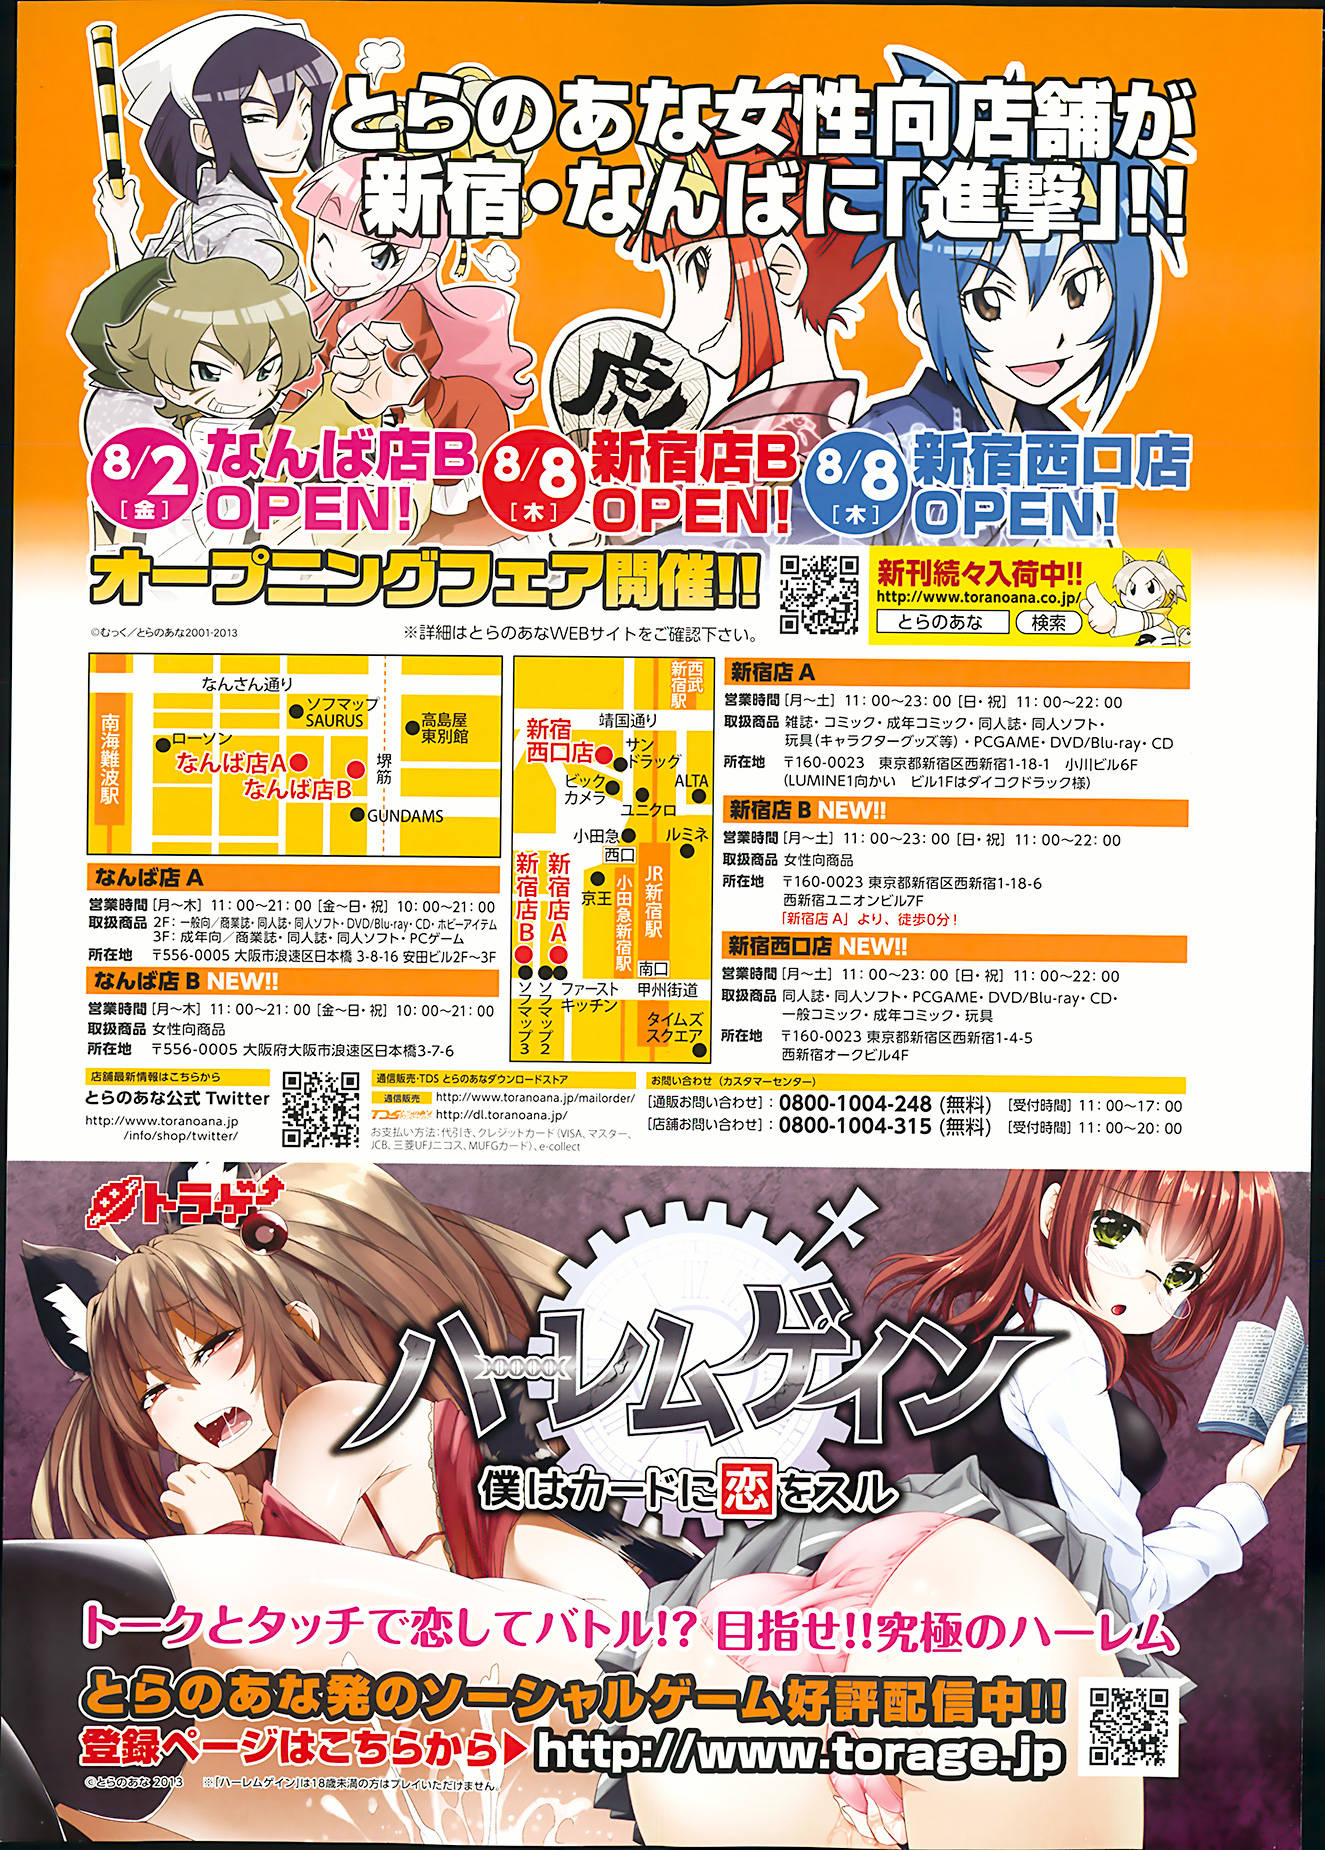 とらのあな女性向店舗が
新宿・なんばに「進撃」!!
虎
8/2[金] なんば店B OPEN!
8/8[木] 新宿店B OPEN!
8/8[木] 新宿西口店 OPEN!
オープニングフェア開催!!
新刊続々入荷中!!
http://www.toranoana.co.jp/
とらのあな 検索
©むっく/とらのあな2001-2013
※詳細はとらのあなWEBサイトをご確認下さい。
なんさん通り
ソフマップ
SAURUS
高島屋
東別館
南海難波駅
ローソン
なんば店A
なんば店B
堺筋
GUNDAMS
西武
新宿駅
靖国通り
新宿
西口店
サン
ドラッグ
ビック
カメラ
ALTA
ユニクロ
小田急
ルミネ
西口
新宿店B
新宿店A
京王
小田急新宿駅
JR新宿駅
南口
ソフマップ3
ソフマップ2
ファースト
キッチン
甲州街道
タイムズ
スクエア
なんば店 A
営業時間 [月〜木] 11:00〜21:00 [金〜日・祝] 10:00〜21:00
取扱商品 2F:一般向/商業誌・同人誌・同人ソフト・DVD/Blu-ray・CD・ホビーアイテム
3F:成年向/商業誌・同人誌・同人ソフト・PCゲーム
所在地 〒556-0005 大阪市浪速区日本橋 3-8-16 安田ビル2F〜3F
なんば店 B NEW!!
営業時間 [月〜木] 11:00〜21:00 [金〜日・祝] 10:00〜21:00
取扱商品 女性向商品
所在地 〒556-0005 大阪府大阪市浪速区日本橋3-7-6
新宿店 A
営業時間 [月〜土] 11:00〜23:00 [日・祝] 11:00〜22:00
取扱商品 雑誌・コミック・成年コミック・同人誌・同人ソフト・
玩具(キャラクターグッズ等)・PCGAME・DVD/Blu-ray・CD
所在地 〒160-0023 東京都新宿区西新宿1-18-1 小川ビル6F
(LUMINE1向かい ビル1Fはダイコクドラック様)
新宿店 B NEW!!
営業時間 [月〜土] 11:00〜23:00 [日・祝] 11:00〜22:00
取扱商品 女性向商品
所在地 〒160-0023 東京都新宿区西新宿1-18-6
西新宿ユニオンビル7F
「新宿店 A」より、徒歩0分!
新宿西口店 NEW!!
営業時間 [月〜土] 11:00〜23:00 [日・祝] 11:00〜22:00
取扱商品 同人誌・同人ソフト・PCGAME・DVD/Blu-ray・CD・
一般コミック・成年コミック・玩具
所在地 〒160-0023 東京都新宿区西新宿1-4-5
西新宿オークビル4F
店舗最新情報はこちらから
とらのあな公式 Twitter
http://www.toranoana.jp
/info/shop/twitter/
通信販売・TDS とらのあなダウンロードストア
通信販売 http://www.toranoana.jp/mailorder/
TDS http://dl.toranoana.jp/
お支払い方法:代引き、クレジットカード(VISA、マスター、
JCB、三菱UFJニコス、MUFGカード)、e-collect
お問い合わせ(カスタマーセンター)
[通販お問い合わせ]:0800-1004-248 (無料) [受付時間] 11:00〜17:00
[店舗お問い合わせ]:0800-1004-315 (無料) [受付時間] 11:00〜20:00
トラゲー
ハーレムゲイン
僕はカードに恋をスル
トークとタッチで恋してバトル!? 目指せ!!究極のハーレム
とらのあな発のソーシャルゲーム好評配信中!!
登録ページはこちらから▶http://www.torage.jp
©とらのあな 2013 ※「ハーレムゲイン」は18歳未満の方はプレイいただけません。